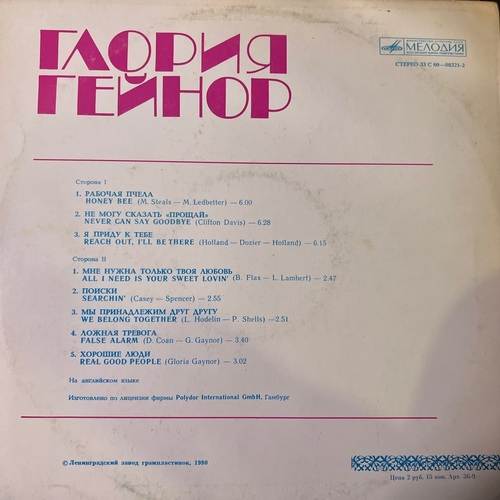 ГЛОРИЯ
ГЕЙНОР
МЕЛОДИЯ
СТЕРЕО 33 С 60—08321-2
Сторона I
1. РАБОЧАЯ ПЧЕЛА
HONEY BEE (M. Steals — M. Ledbetter) — 6.00
2. НЕ МОГУ СКАЗАТЬ «ПРОЩАЙ»
NEVER CAN SAY GOODBYE (Clifton Davis) — 6.28
3. Я ПРИДУ К ТЕБЕ
REACH OUT, I'LL BE THERE (Holland — Dozier — Holland) — 6.15
Сторона II
1. МНЕ НУЖНА ТОЛЬКО ТВОЯ ЛЮБОВЬ
ALL I NEED IS YOUR SWEET LOVIN' (B. Flax — L. Lambert) — 2.47
2. ПОИСКИ
SEARCHIN' (Casey — Spencer) — 2.55
3. МЫ ПРИНАДЛЕЖИМ ДРУГ ДРУГУ
WE BELONG TOGETHER (L. Hodelin — P. Shells) —2.51
4. ЛОЖНАЯ ТРЕВОГА
FALSE ALARM (D. Coan — G. Gaynor) — 3.40
5. ХОРОШИЕ ЛЮДИ
REAL GOOD PEOPLE (Gloria Gaynor) — 3.02
На английском языке
Изготовлено по лицензии фирмы Polydor International GmbH, Гамбург
© Ленинградский завод грампластинок, 1980
Цена 2 руб. 15 коп. Арт. 36-9.